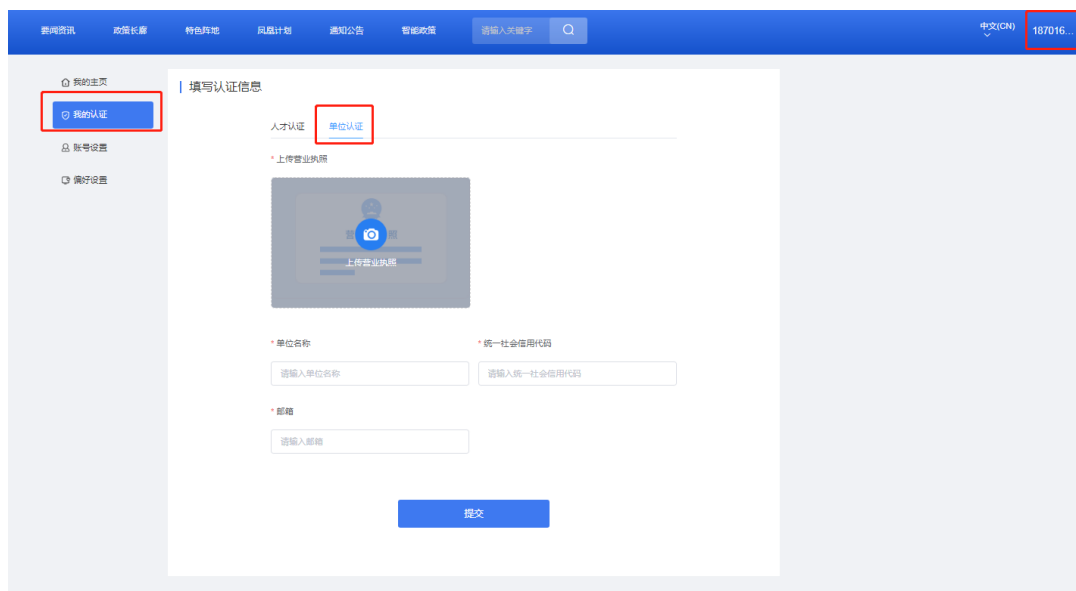 要闻资讯 政策长廊 特色阵地 凤凰计划 通知公告 智能政策 请输入关键字 中文(CN) 187016...
我的主页
我的认证
账号设置
偏好设置
填写认证信息
人才认证 单位认证
* 上传营业执照
上传营业执照
* 单位名称 * 统一社会信用代码
请输入单位名称 请输入统一社会信用代码
* 邮箱
请输入邮箱
提交